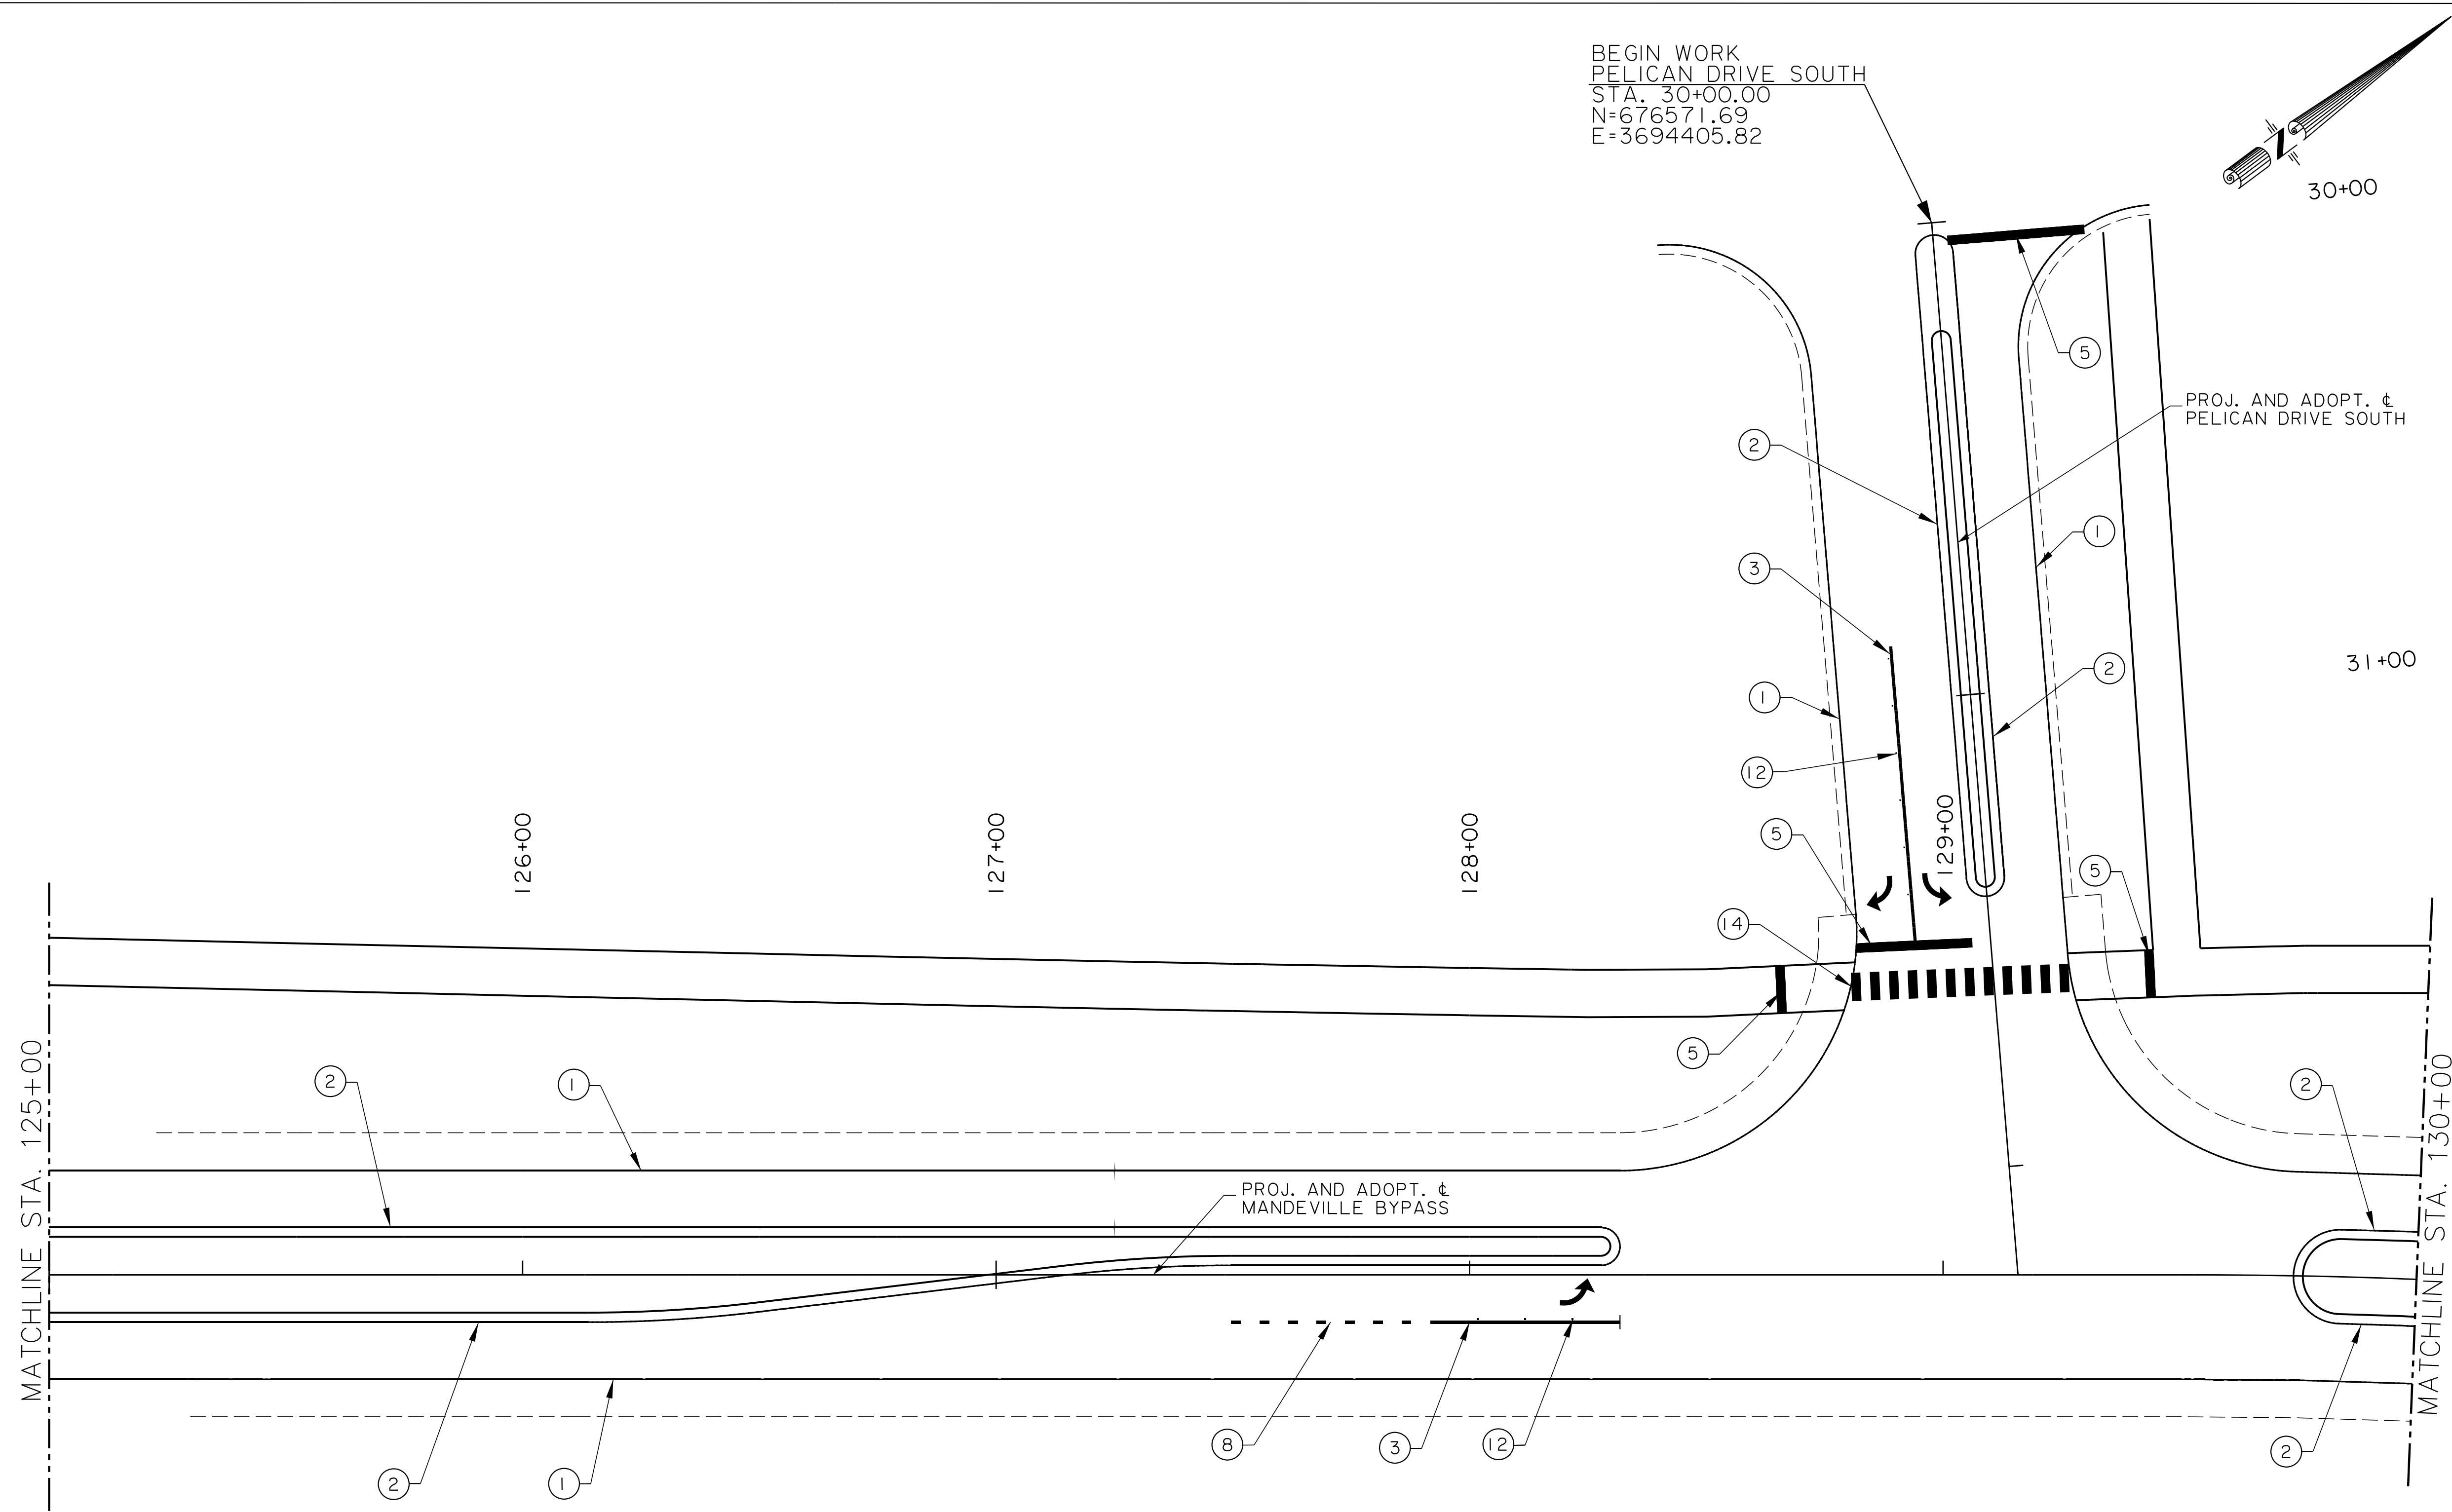 BEGIN WORK
PELICAN DRIVE SOUTH
STA. 30+00.00
N=676571.69
E=3694405.82
30+00
5
PROJ. AND ADOPT. ℄
PELICAN DRIVE SOUTH
2
1
3
31+00
2
1
12
126+00
127+00
128+00
129+00
5
5
14
5
MATCHLINE STA. 125+00
2
1
2
MATCHLINE STA. 130+00
PROJ. AND ADOPT. ℄
MANDEVILLE BYPASS
8
3
12
2
2
1